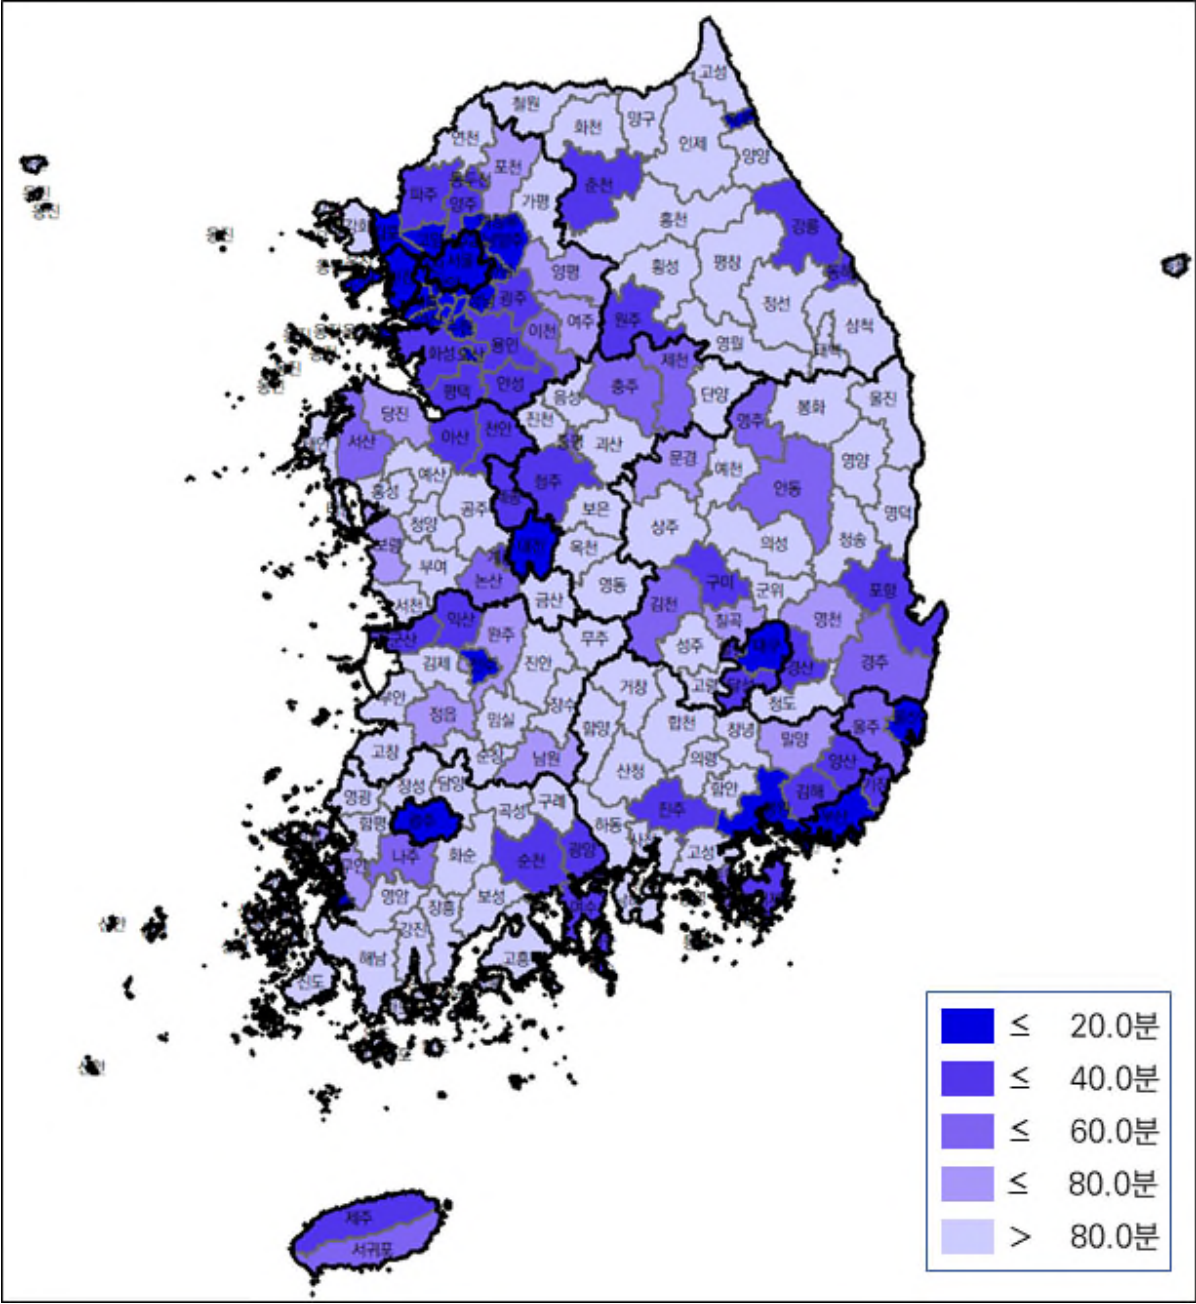 고성
철원
양구
화천
연천
인제
양양
포천
춘천
파주
가평
양주
홍천
강릉
강화
옹진
서울
횡성
평창
양평
동해
광주
정선
원주
여주
삼척
이천
용인
영월
화성
태백
제천
안성
충주
평택
단양
음성
울진
봉화
당진
진천
영주
천안
아산
서산
괴산
문경
예천
영양
예산
청주
안동
홍성
공주
보은
영덕
청양
상주
청송
의성
대전
옥천
보령
부여
논산
구미
영동
군위
포항
금산
서천
김천
익산
칠곡
영천
완주
군산
무주
성주
대구
김제
진안
경산
경주
거창
고령
달성
부안
장수
청도
정읍
임실
함양
합천
창녕
울주
밀양
고창
순창
남원
의령
양산
산청
장성
담양
함안
김해
영광
구례
진주
곡성
부산
함평
광주
하동
나주
화순
순천
광양
고성
영암
보성
장흥
여수
강진
해남
고흥
진도
제주
서귀포
≤ 20.0분
≤ 40.0분
≤ 60.0분
≤ 80.0분
> 80.0분